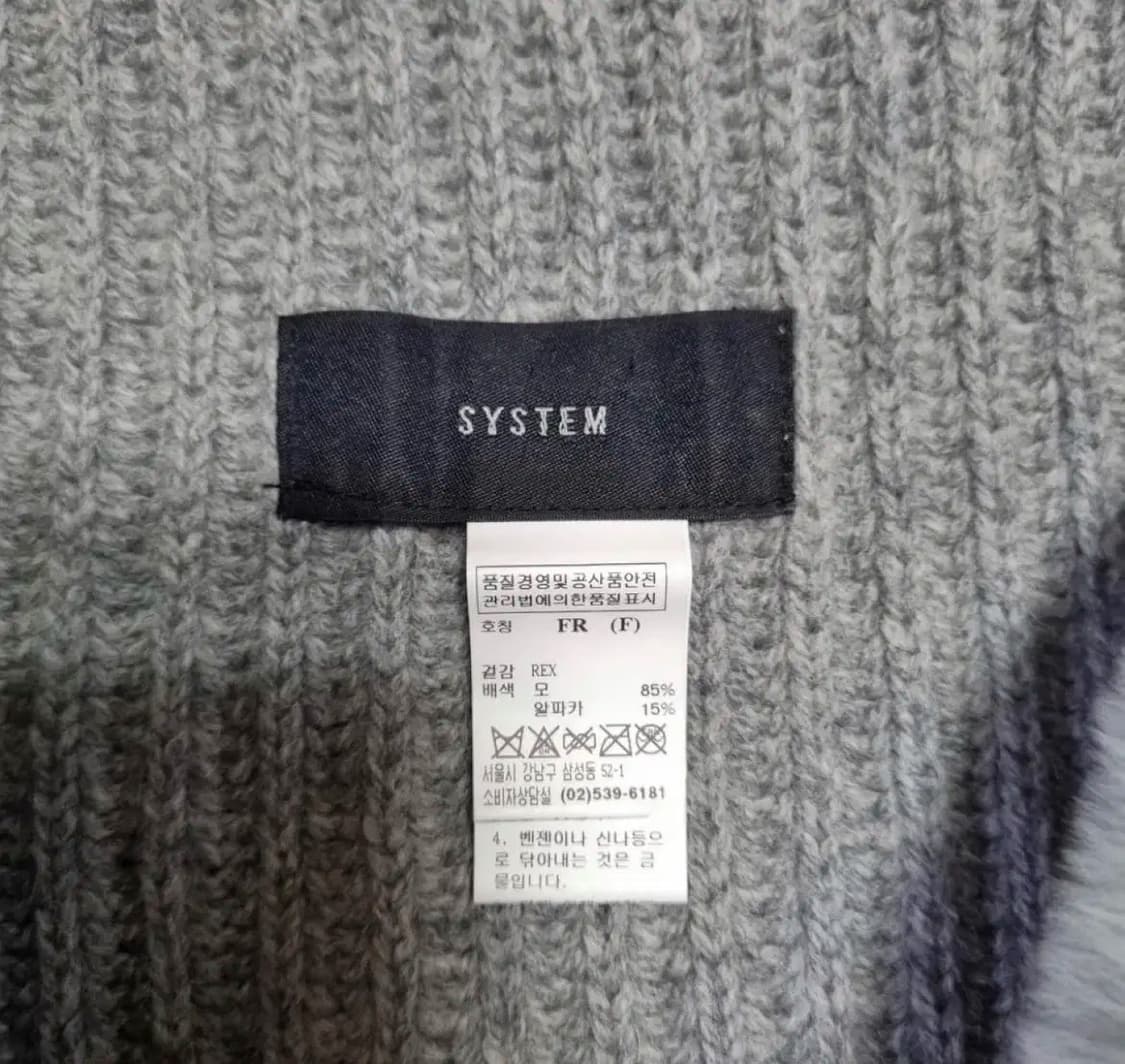 SYSTEM
품질경영및공산품안전
관리법에의한품질표시
호칭 FR (F)
겉감 REX
배색 모 85%
알파카 15%
서울시 강남구 삼성동 52-1
소비자상담실 (02)539-6181
4. 벤젠이나 신나등으
로 닦아내는 것은 금
물입니다.